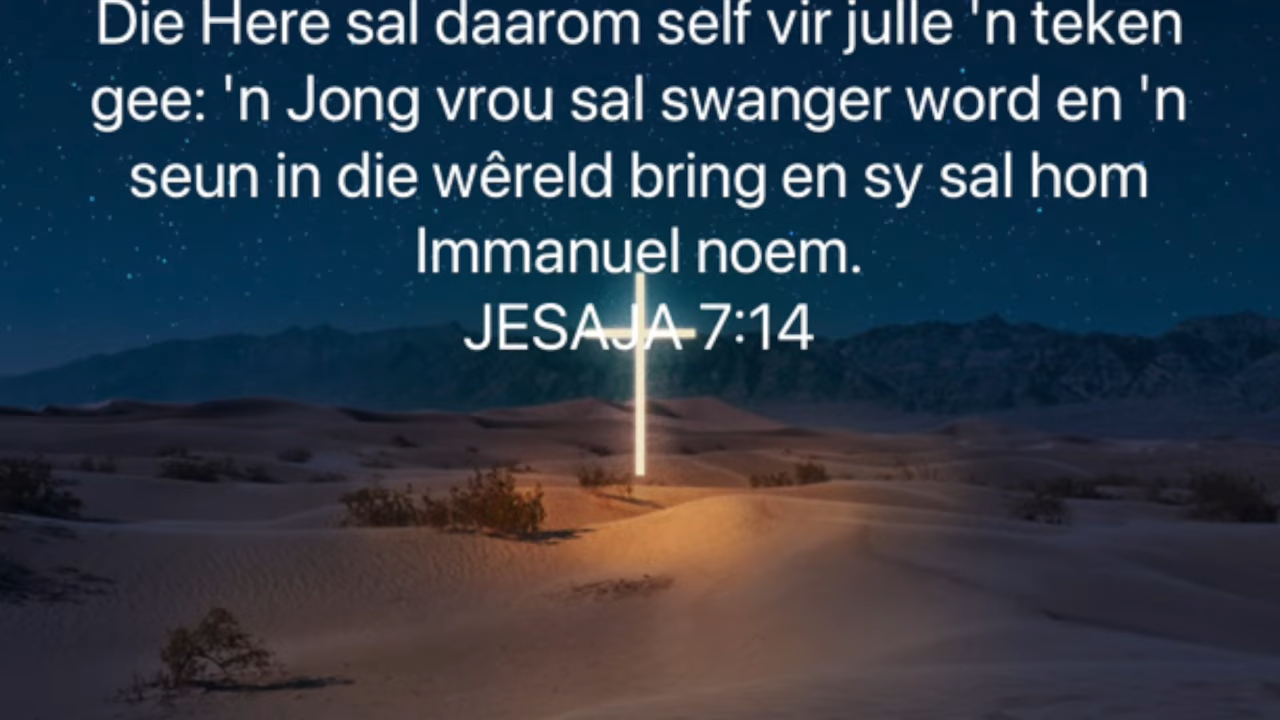 Die Here sal daarom self vir julle 'n teken
gee: 'n Jong vrou sal swanger word en 'n
seun in die wêreld bring en sy sal hom
Immanuel noem.
JESAJA 7:14